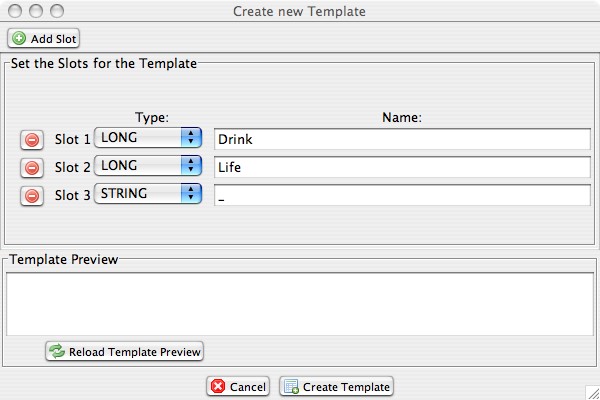 Create new Template
Add Slot
Set the Slots for the Template
Type: Name:
Slot 1 LONG Drink
Slot 2 LONG Life
Slot 3 STRING _
Template Preview
Reload Template Preview
Cancel Create Template